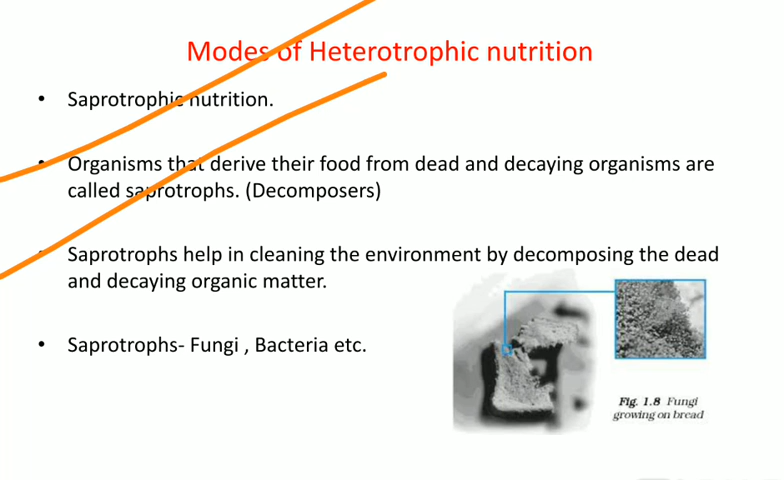 Modes of Heterotrophic nutrition
• Saprotrophic nutrition.
• Organisms that derive their food from dead and decaying organisms are
called saprotrophs. (Decomposers)
• Saprotrophs help in cleaning the environment by decomposing the dead
and decaying organic matter.
• Saprotrophs- Fungi , Bacteria etc.
Fig. 1.8 Fungi
growing on bread